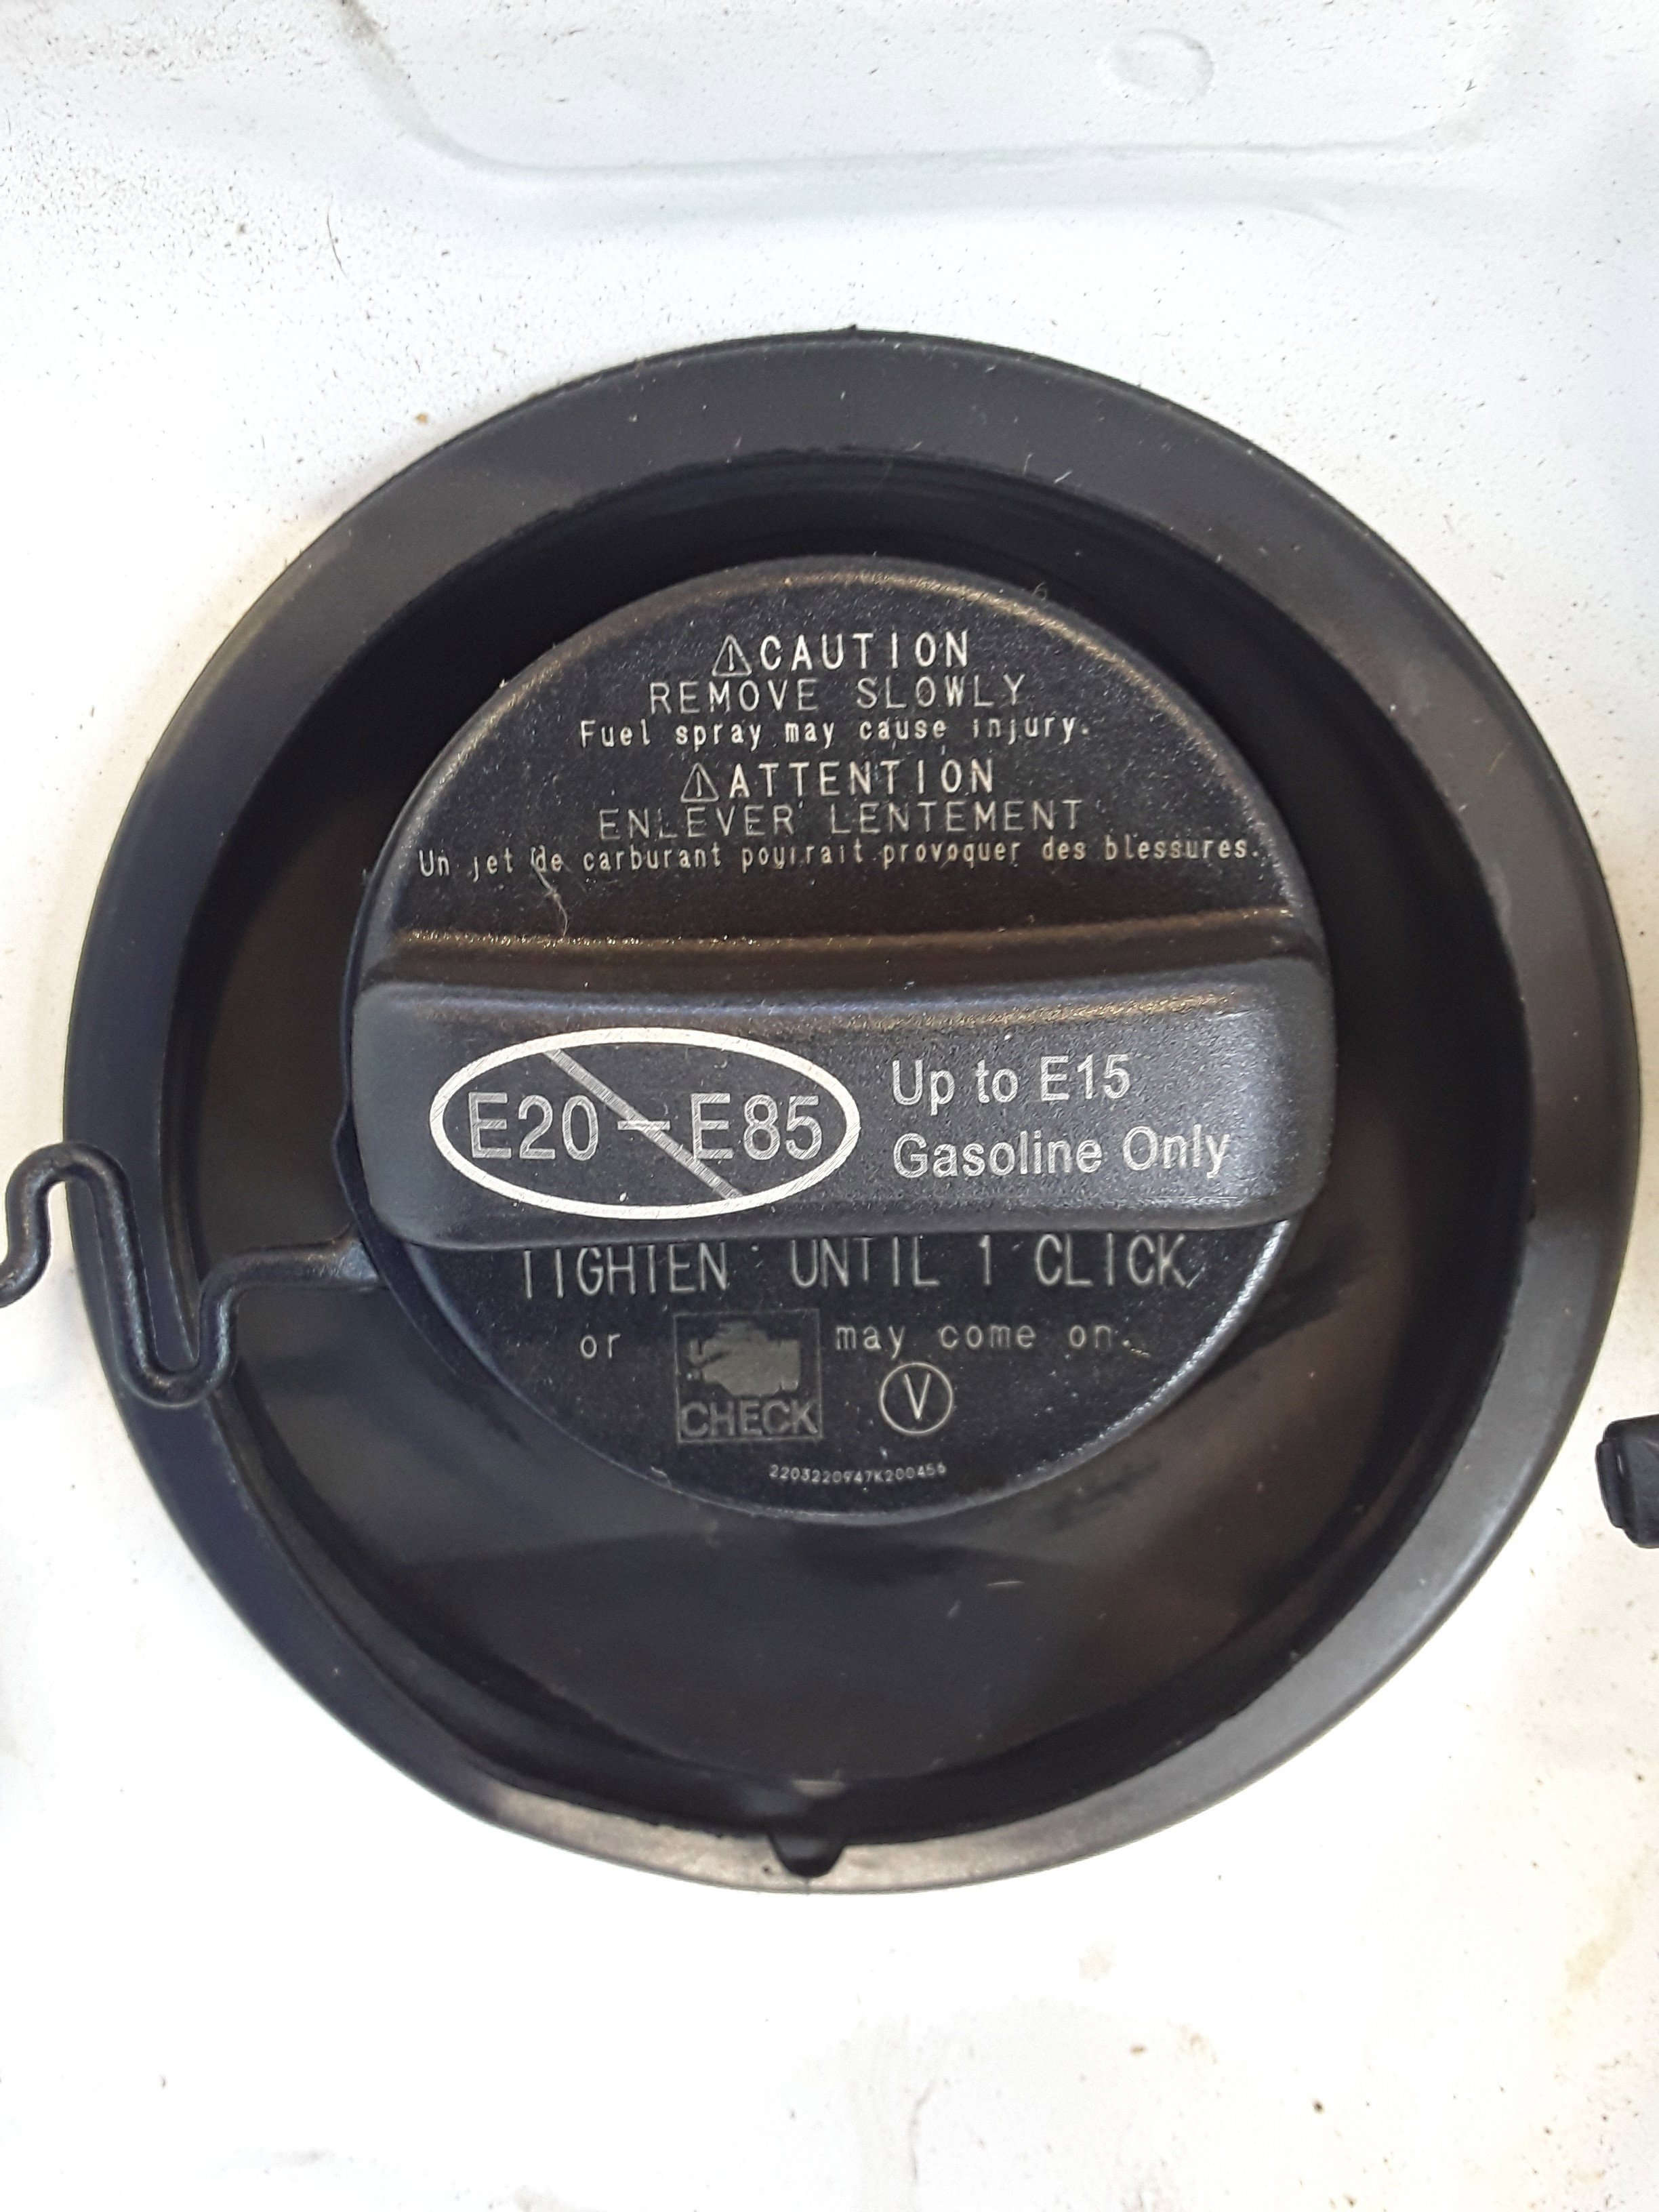 ⚠CAUTION
REMOVE SLOWLY
Fuel spray may cause injury.
⚠ATTENTION
ENLEVER LENTEMENT
Un jet de carburant pourrait provoquer des blessures.
E20–E85
Up to E15
Gasoline Only
TIGHTEN UNTIL 1 CLICK
or CHECK may come on.
V
2203220947K200456